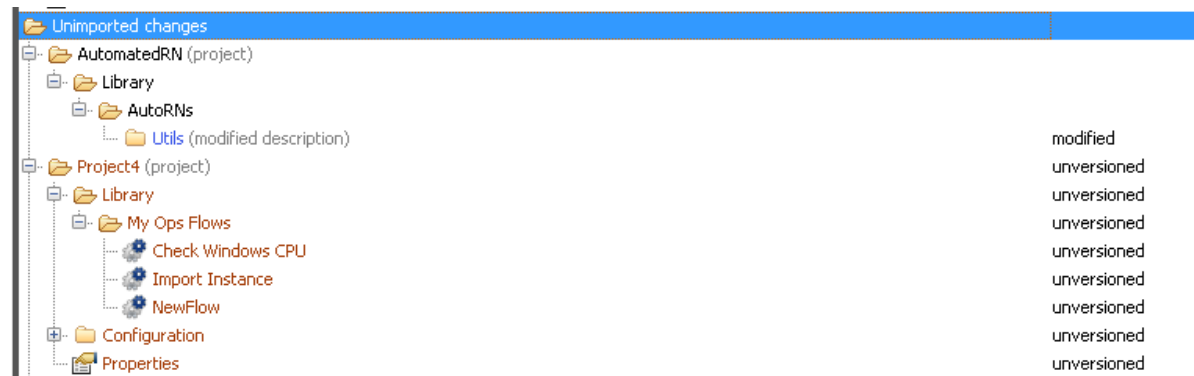 Unimported changes
AutomatedRN (project)
Library
AutoRNs
Utils (modified description) modified
Project4 (project) unversioned
Library unversioned
My Ops Flows unversioned
Check Windows CPU unversioned
Import Instance unversioned
NewFlow unversioned
Configuration unversioned
Properties unversioned